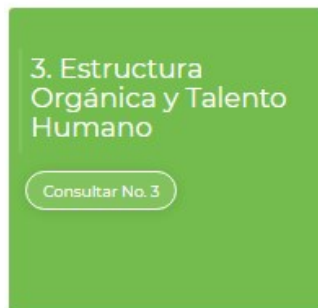 3. Estructura
Orgánica y Talento
Humano
Consultar No. 3